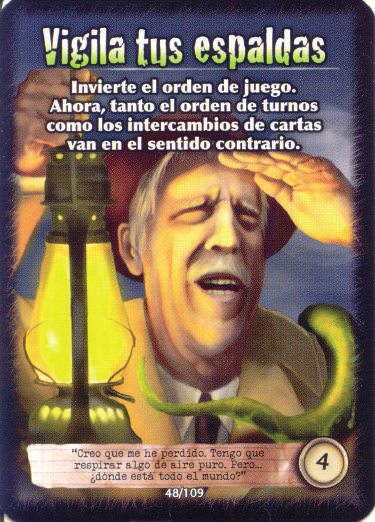 Vigila tus espaldas
Invierte el orden de juego.
Ahora, tanto el orden de turnos
como los intercambios de cartas
van en el sentido contrario.
"Creo que me he perdido. Tengo que
respirar algo de aire puro. Pero...
¿dónde está todo el mundo?"
4
48/109